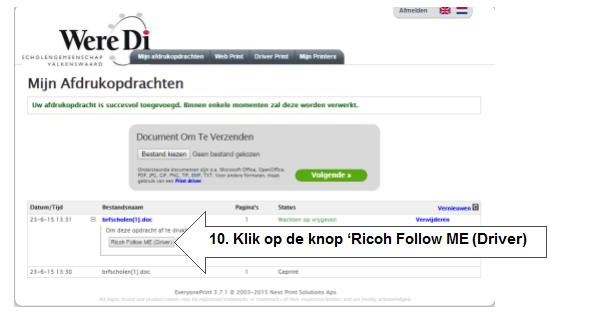 Afmelden
Were Di
SCHOLENGEMEENSCHAP
VALKENSWAARD
Mijn afdrukopdrachten Web Print Driver Print Mijn Printers
Mijn Afdrukopdrachten
Uw afdrukopdracht is succesvol toegevoegd. Binnen enkele momenten zal deze worden verwerkt.
Document Om Te Verzenden
Bestand kiezen Geen bestand gekozen
Ondersteunde documenten zijn o.a. Microsoft Office, OpenOffice,
PDF, JPG, GIF, PNG, TIF, BMP, TXT. Voor andere formaten, maak
gebruik van een Print driver.
Volgende »
Datum/Tijd Bestandsnaam Pagina's Status Vernieuwen
23-6-15 13:31 brfscholen[1].doc 1 Wachten op vrijgeven Verwijderen
Om deze opdracht af te druk
Ricoh Follow ME (Driver)
10. Klik op de knop ‘Ricoh Follow ME (Driver)
23-6-15 13:30 brfscholen[1].doc 1 Geprint
EveryonePrint 3.7.1 © 2003-2015 Next Print Solutions Aps
All logos, brand and product names may be registered trademarks or trademarks of their respective holders and are hereby acknowledged.